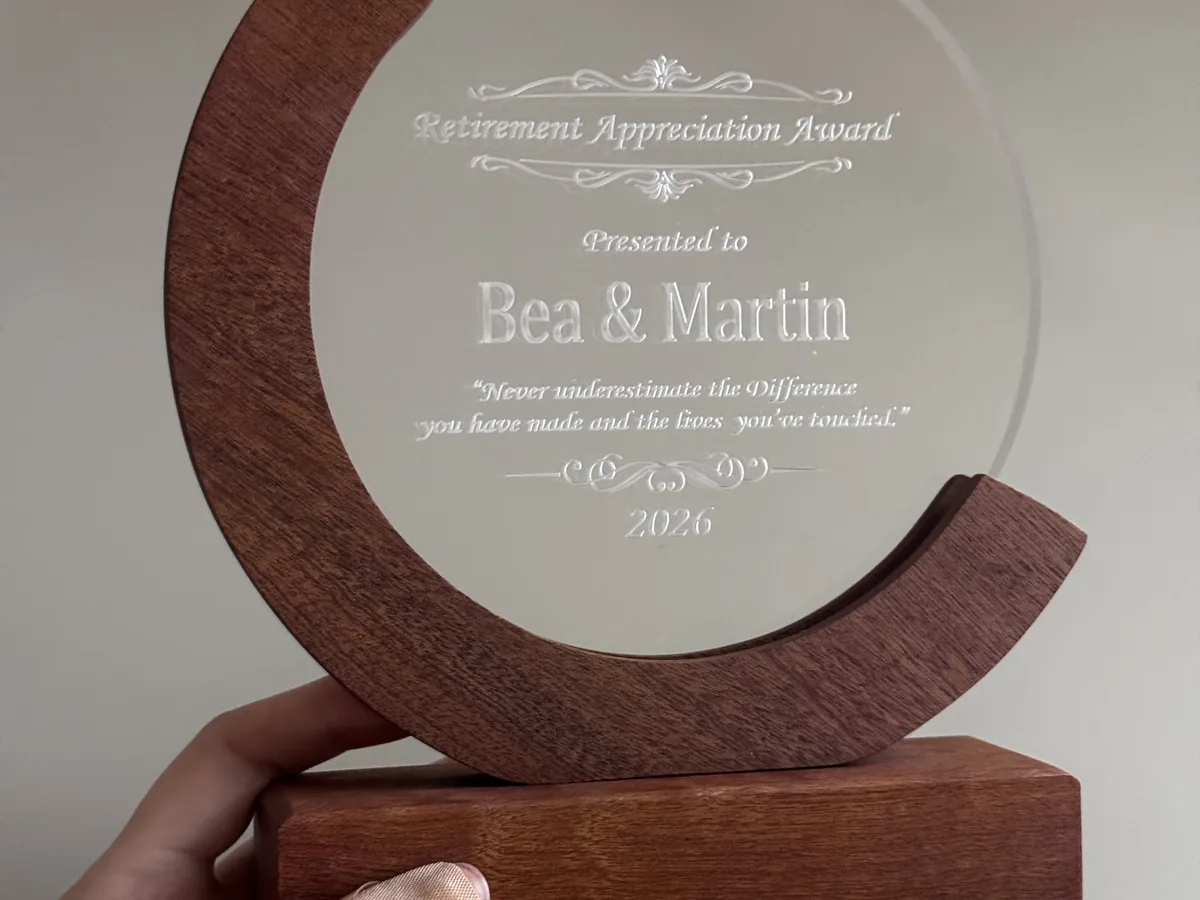 Retirement Appreciation Award
Presented to
Bea & Martin
“Never underestimate the Difference
you have made and the lives you've touched.”
2026